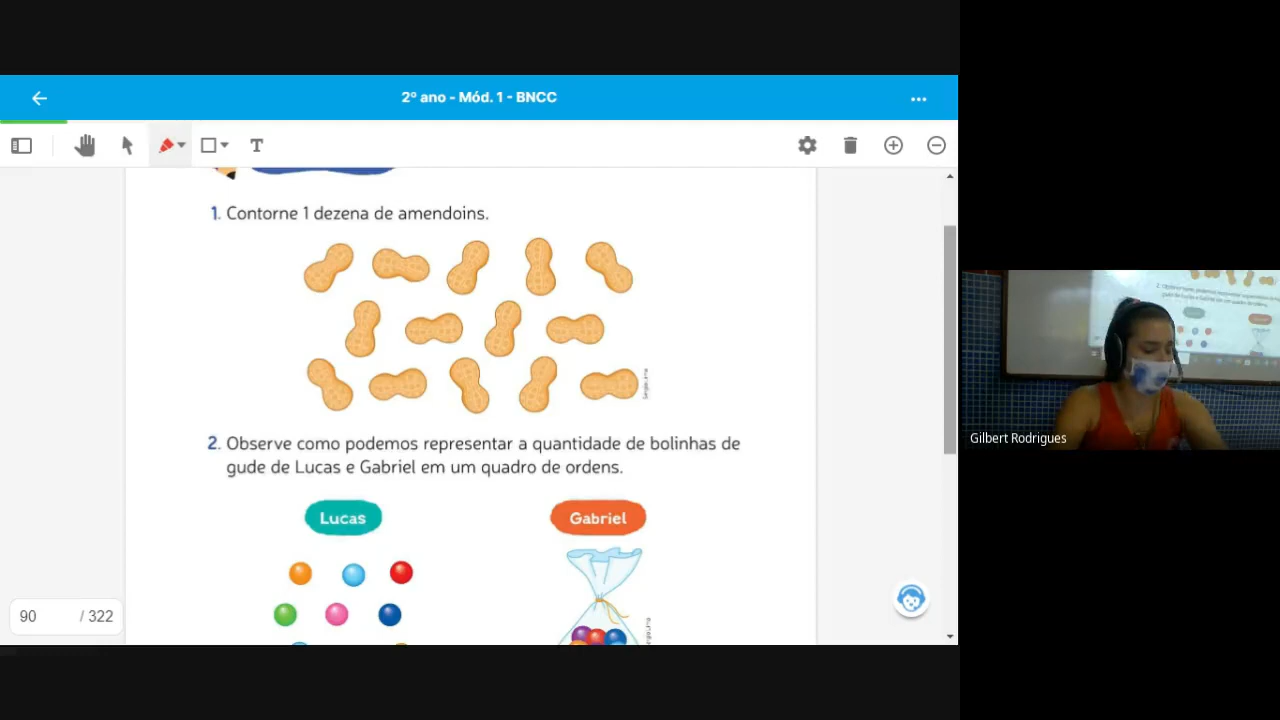 2º ano - Mód. 1 - BNCC
T
1. Contorne 1 dezena de amendoins.
2. Observe como podemos representar a quantidade de bolinhas de
gude de Lucas e Gabriel em um quadro de ordens.
Lucas
Gabriel
90 / 322
Gilbert Rodrigues